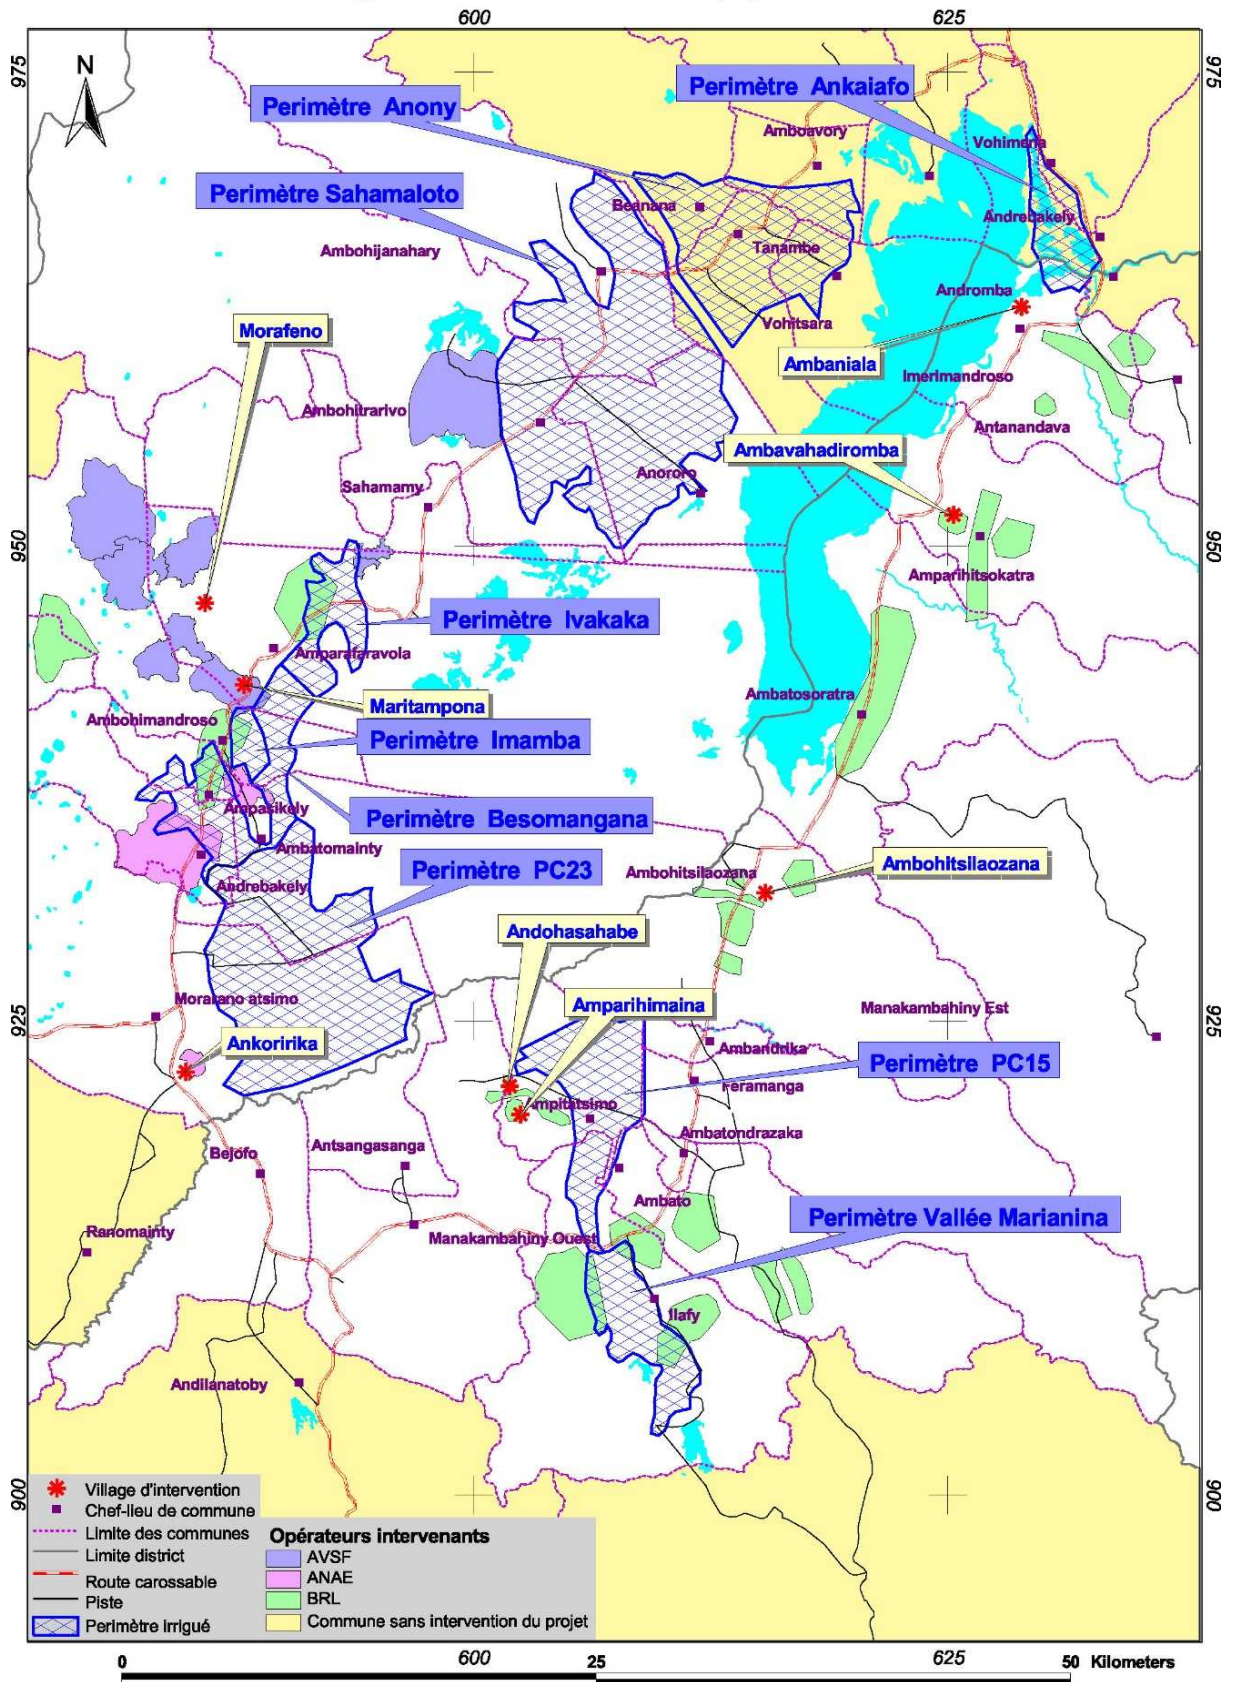 600
625
975
975
N
Perimètre Ankaiafo
Perimètre Anony
Amboavory
Vohimena
Perimètre Sahamaloto
Beanana
Andrebakely
Ambohijanahary
Tanambe
Andromba
Morafeno
Vohitsara
Ambaniala
Imerimandroso
Ambohitrarivo
Antanandava
Ambavahadiromba
Anororo
Sahamamy
950
950
Amparihitsokatra
Perimètre Ivakaka
Amparafaravola
Maritampona
Ambatosoratra
Ambohimandroso
Perimètre Imamba
Ampasikely
Perimètre Besomangana
Ambatomainty
Ambohitsilaozana
Ambohitsilaozana
Perimètre PC23
Andrebakely
Andohasahabe
Morarano atsimo
Amparihimaina
Manakambahiny Est
925
925
Ankoririka
Ambandrika
Perimètre PC15
Feramanga
mpitatsimo
Ambatondrazaka
Bejofo
Antsangasanga
Ambato
Perimètre Vallée Marianina
Ranomainty
Manakambahiny Ouest
Ilafy
Andilanatoby
900
900
Village d'intervention
Chef-lieu de commune
Limite des communes
Limite district
Route carossable
Piste
Perimètre irrigué
Opérateurs intervenants
AVSF
ANAE
BRL
Commune sans intervention du projet
600
625
0
25
50 Kilometers